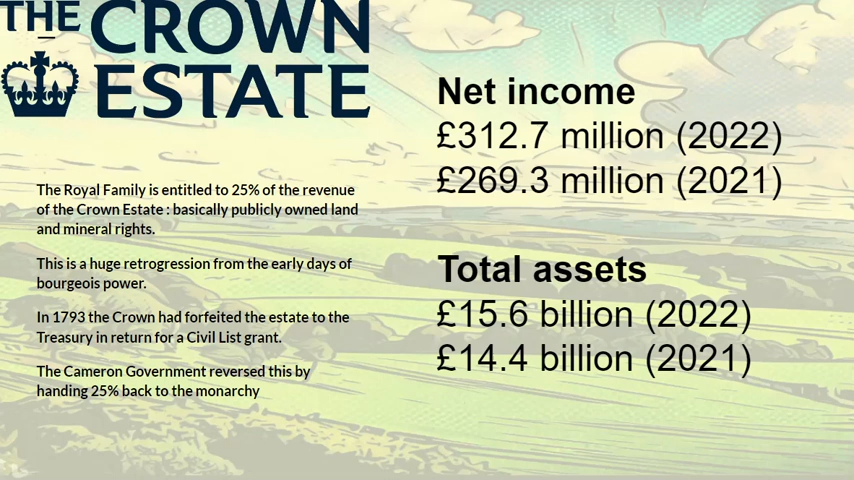 THE CROWN
ESTATE
The Royal Family is entitled to 25% of the revenue
of the Crown Estate : basically publicly owned land
and mineral rights.
This is a huge retrogression from the early days of
bourgeois power.
In 1793 the Crown had forfeited the estate to the
Treasury in return for a Civil List grant.
The Cameron Government reversed this by
handing 25% back to the monarchy
Net income
£312.7 million (2022)
£269.3 million (2021)
Total assets
£15.6 billion (2022)
£14.4 billion (2021)